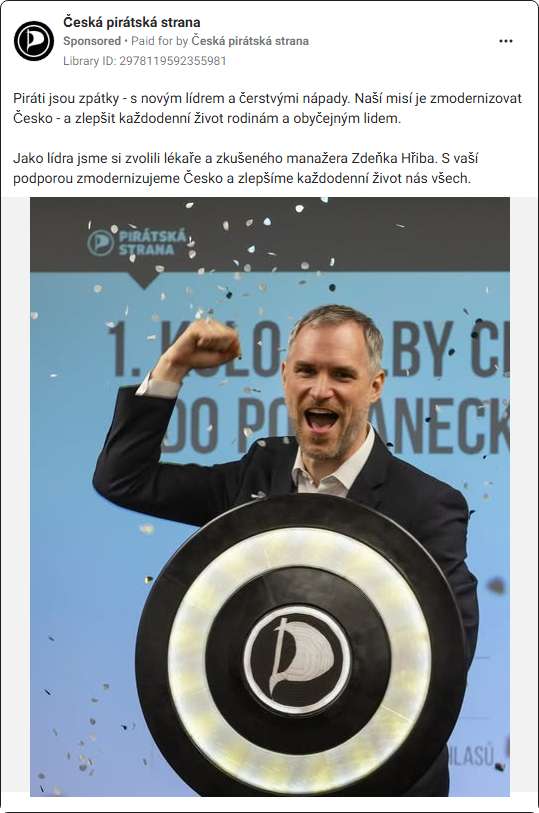 Česká pirátská strana
Sponsored • Paid for by Česká pirátská strana
Library ID: 2978119592355981
Piráti jsou zpátky - s novým lídrem a čerstvými nápady. Naší misí je zmodernizovat
Česko - a zlepšit každodenní život rodinám a obyčejným lidem.
Jako lídra jsme si zvolili lékaře a zkušeného manažera Zdeňka Hřiba. S vaší
podporou zmodernizujeme Česko a zlepšíme každodenní život nás všech.
PIRÁTSKÁ
STRANA
1. KOLO
DO